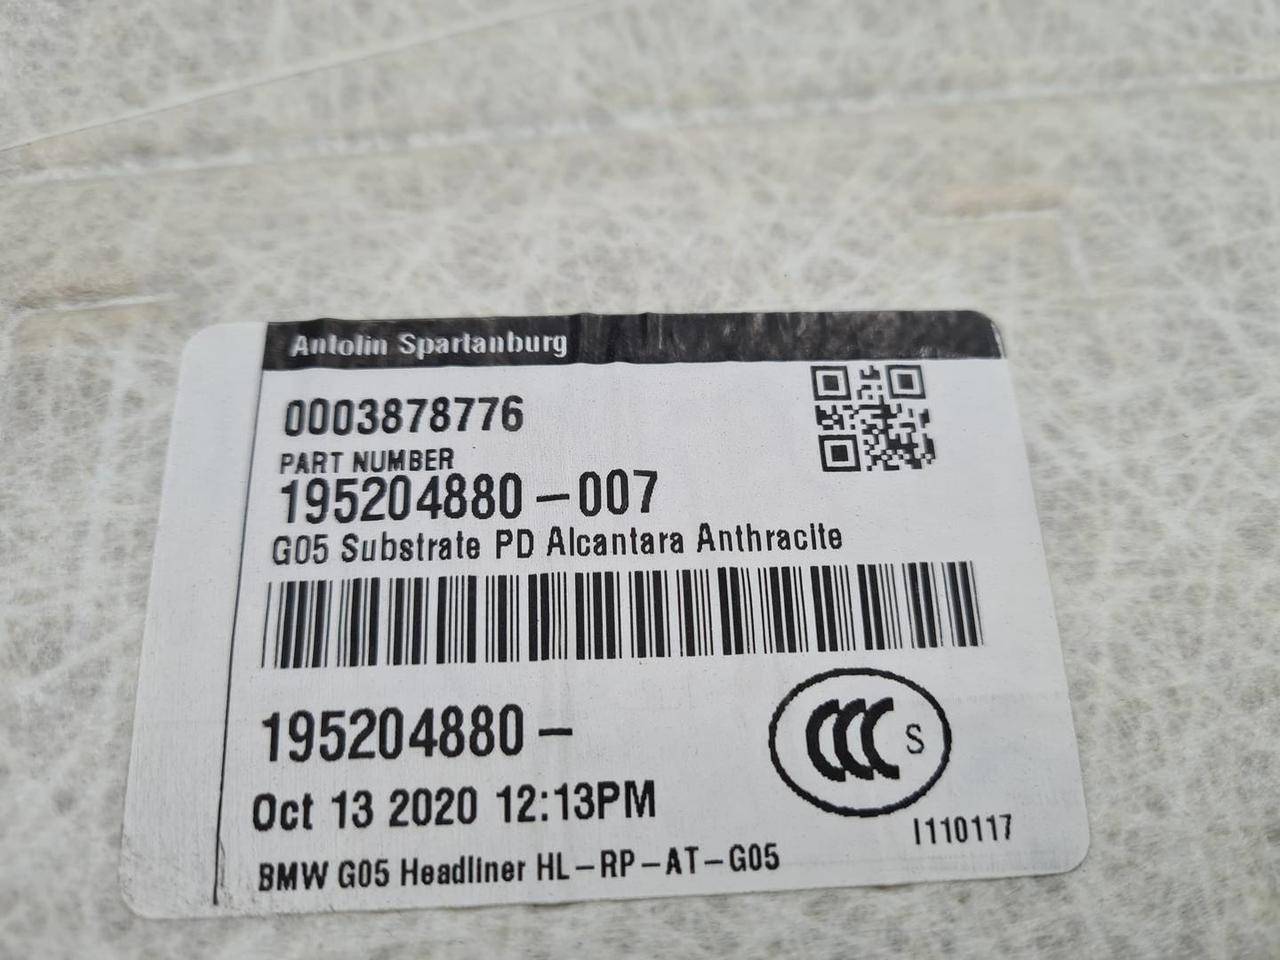 Antolin Spartanburg
0003878776
PART NUMBER
195204880-007
G05 Substrate PD Alcantara Anthracite
195204880-
CCC S
Oct 13 2020 12:13PM
I110117
BMW G05 Headliner HL-RP-AT-G05